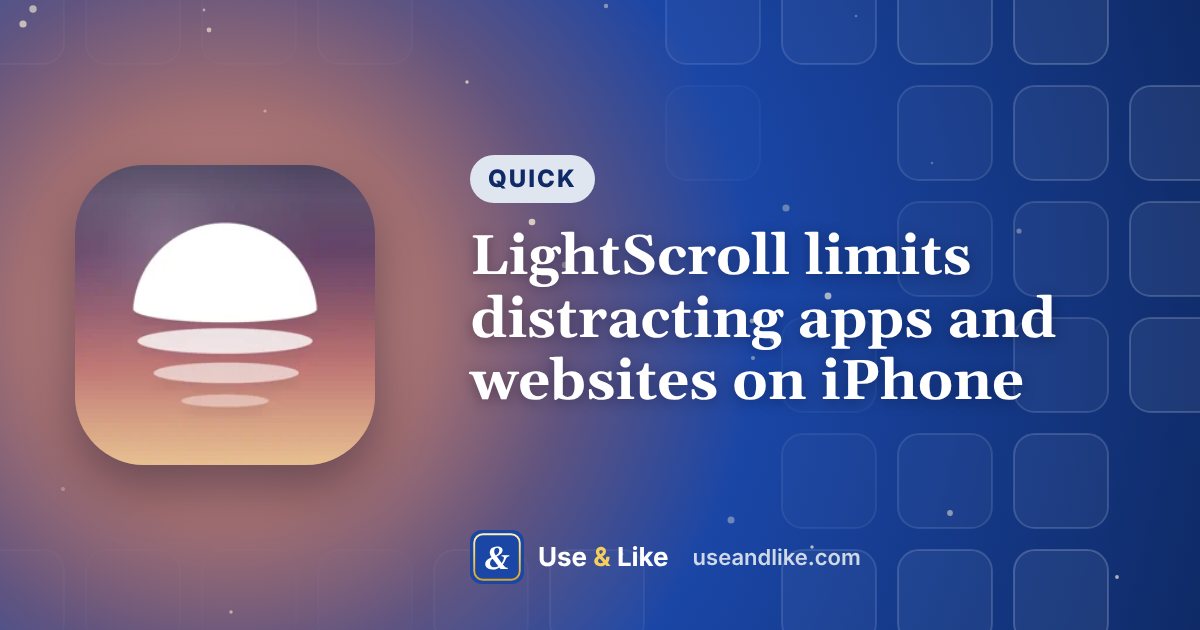 QUICK
LightScroll limits
distracting apps and
websites on iPhone
& Use & Like useandlike.com